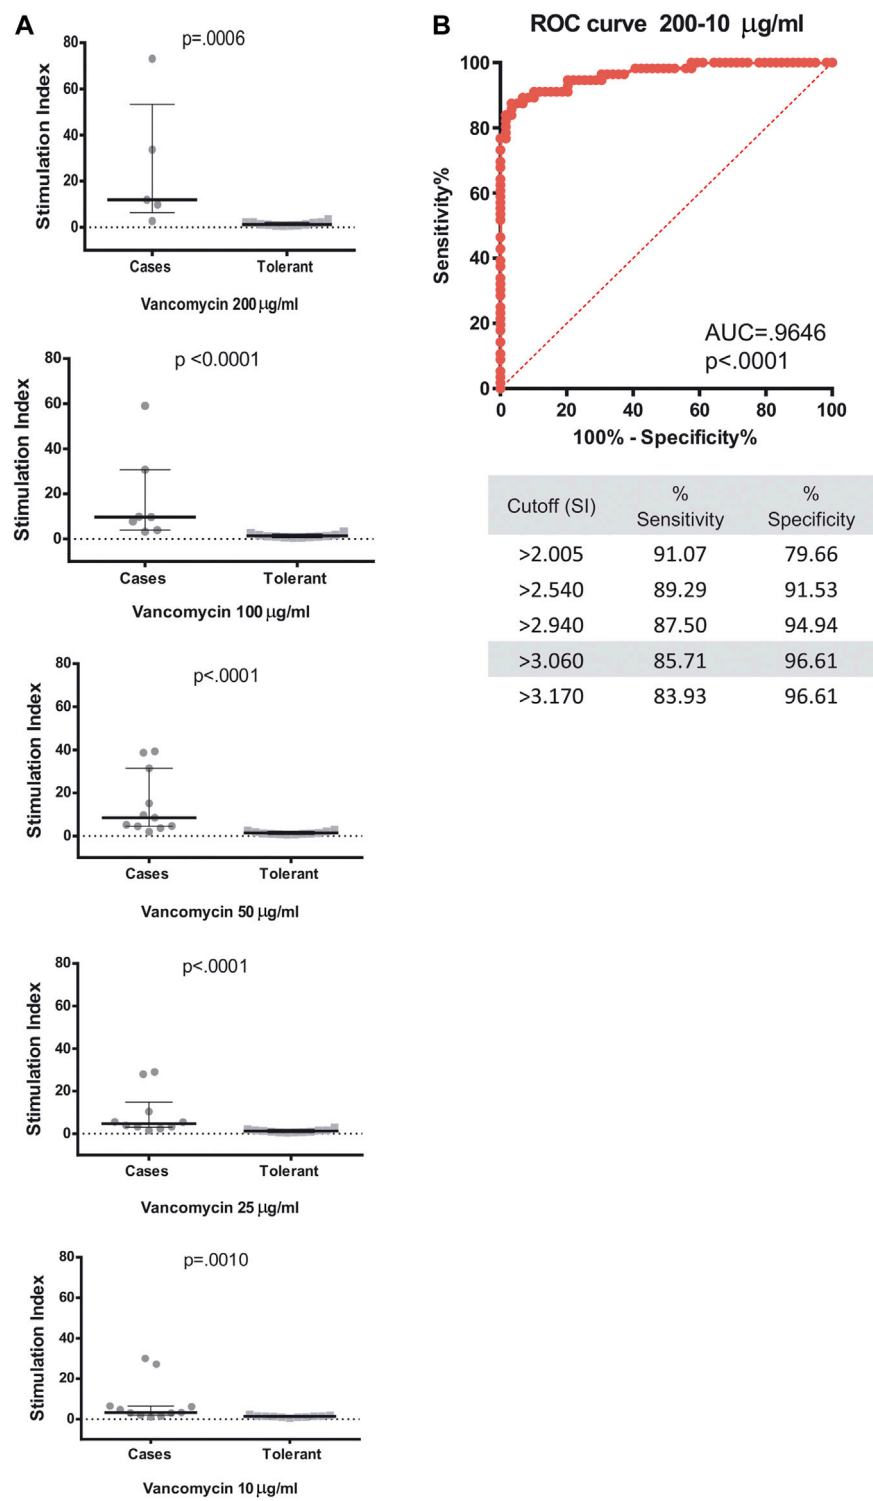 A
p=.0006
Stimulation Index
80
60
40
20
0
Cases Tolerant
Vancomycin 200 µg/ml
p <0.0001
Stimulation Index
80
60
40
20
0
Cases Tolerant
Vancomycin 100 µg/ml
p<.0001
Stimulation Index
80
60
40
20
0
Cases Tolerant
Vancomycin 50 µg/ml
p<.0001
Stimulation Index
80
60
40
20
0
Cases Tolerant
Vancomycin 25 µg/ml
p=.0010
Stimulation Index
80
60
40
20
0
Cases Tolerant
Vancomycin 10 µg/ml
B
ROC curve 200-10 µg/ml
Sensitivity%
100
80
60
40
20
0
AUC=.9646
p<.0001
0 20 40 60 80 100
100% - Specificity%
Cutoff (SI) % Sensitivity % Specificity
>2.005 91.07 79.66
>2.540 89.29 91.53
>2.940 87.50 94.94
>3.060 85.71 96.61
>3.170 83.93 96.61